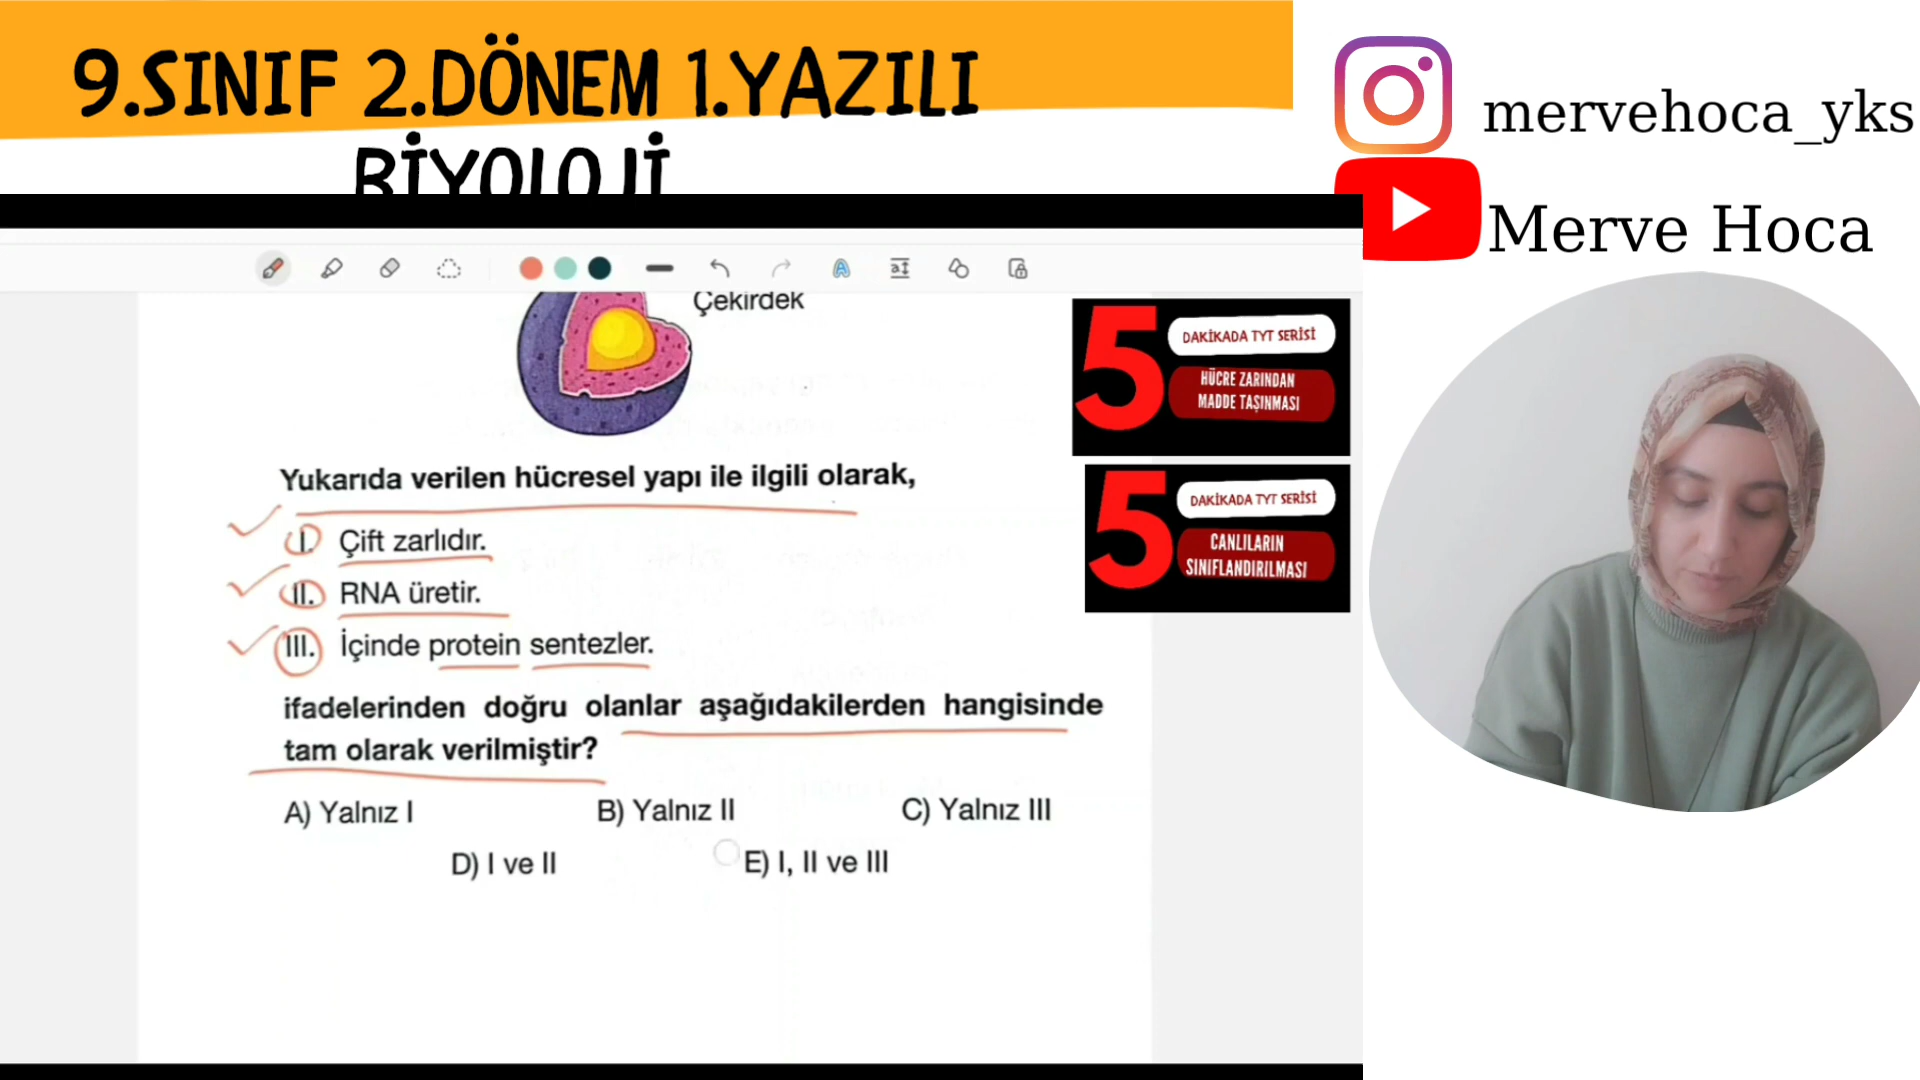 9.SINIF 2.DÖNEM 1.YAZILI
BİYOLOJİ
mervehoca_yks
Merve Hoca
Çekirdek
5 DAKİKADA TYT SERİSİ
HÜCRE ZARINDAN
MADDE TAŞINMASI
5 DAKİKADA TYT SERİSİ
CANLILARIN
SINIFLANDIRILMASI
Yukarıda verilen hücresel yapı ile ilgili olarak,
I. Çift zarlıdır.
II. RNA üretir.
III. İçinde protein sentezler.
ifadelerinden doğru olanlar aşağıdakilerden hangisinde
tam olarak verilmiştir?
A) Yalnız I B) Yalnız II C) Yalnız III
D) I ve II E) I, II ve III